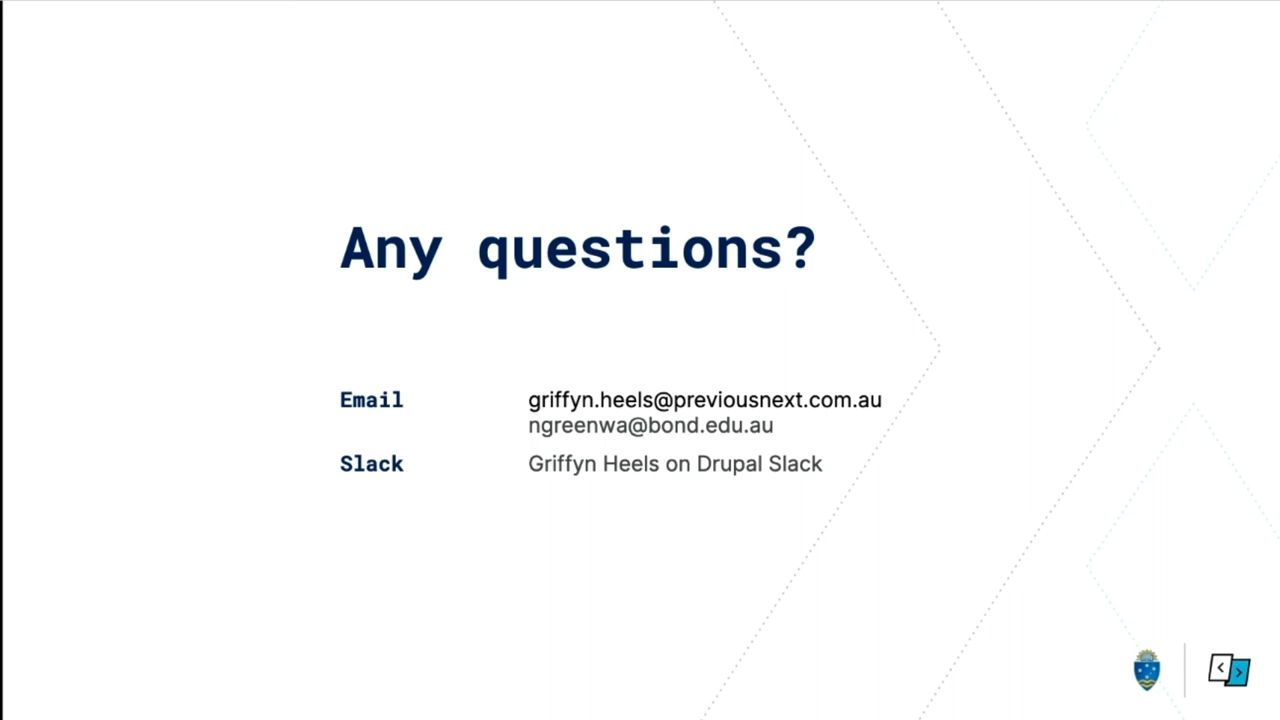 Any questions?
Email griffyn.heels@previousnext.com.au
ngreenwa@bond.edu.au
Slack Griffyn Heels on Drupal Slack